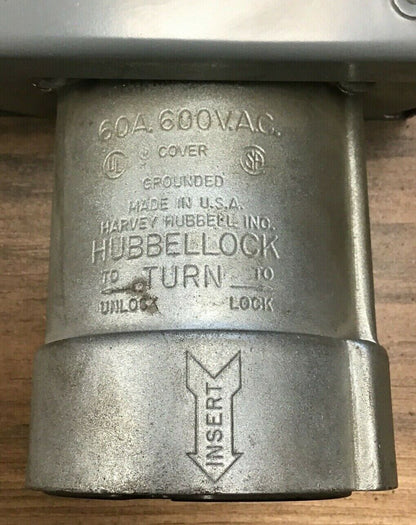 60A. 600V.A.C.
UL COVER SA
GROUNDED
MADE IN U.S.A.
HARVEY HUBBELL INC.
HUBBELLOCK
TO TURN TO
UNLOCK LOCK
INSERT